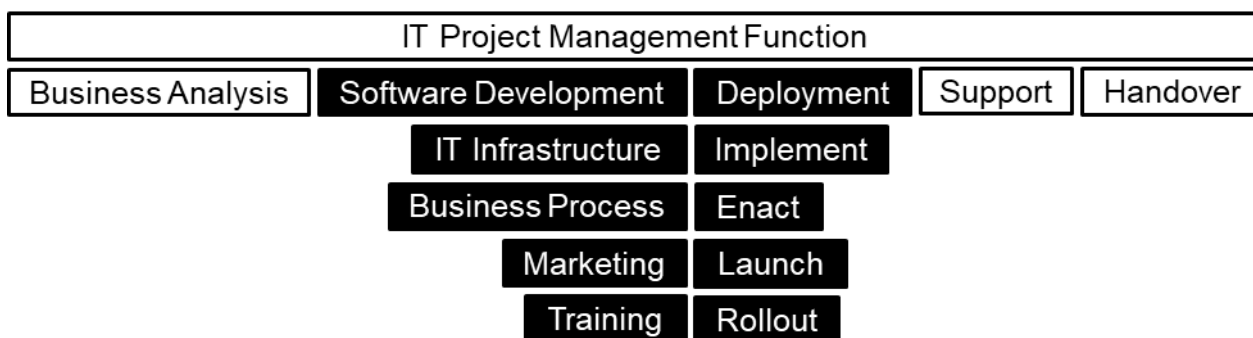 IT Project Management Function
Business Analysis Software Development Deployment Support Handover
IT Infrastructure Implement
Business Process Enact
Marketing Launch
Training Rollout